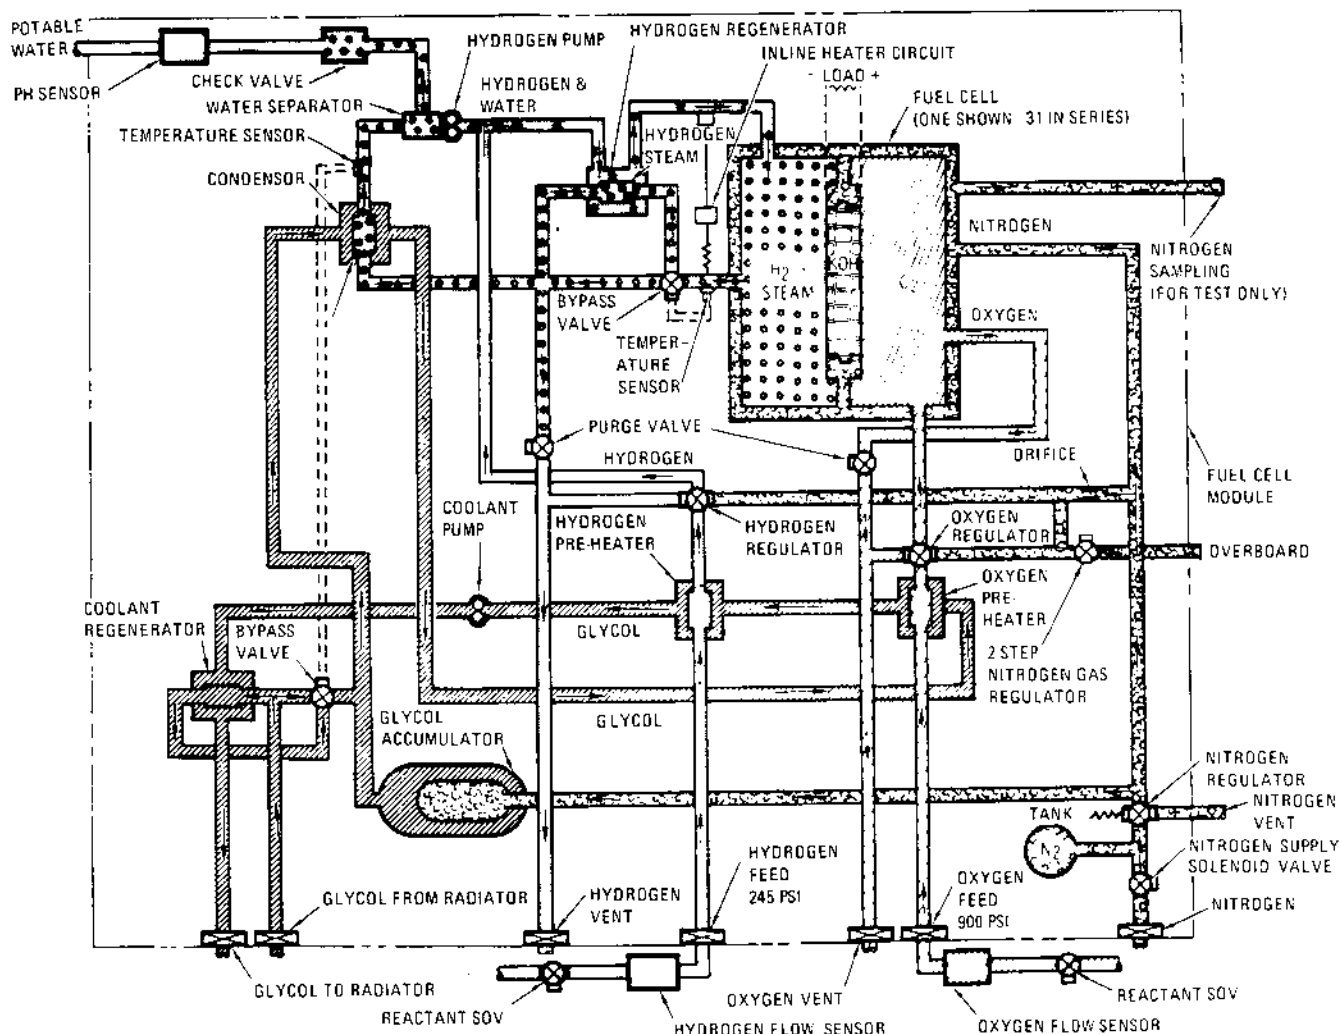 POTABLE
WATER
PH SENSOR
CHECK VALVE
WATER SEPARATOR
TEMPERATURE SENSOR
CONDENSOR
HYDROGEN PUMP
HYDROGEN &
WATER
HYDROGEN REGENERATOR
INLINE HEATER CIRCUIT
- LOAD +
HYDROGEN
STEAM
FUEL CELL
(ONE SHOWN 31 IN SERIES)
NITROGEN
NITROGEN
SAMPLING
(FOR TEST ONLY)
H2
STEAM
KOH
OXYGEN
BYPASS
VALVE
TEMPER-
ATURE
SENSOR
PURGE VALVE
HYDROGEN
ORIFICE
FUEL CELL
MODULE
COOLANT
PUMP
HYDROGEN
PRE-HEATER
HYDROGEN
REGULATOR
OXYGEN
REGULATOR
OVERBOARD
OXYGEN
PRE-
HEATER
COOLANT
REGENERATOR
BYPASS
VALVE
GLYCOL
2 STEP
NITROGEN GAS
REGULATOR
GLYCOL
ACCUMULATOR
GLYCOL
NITROGEN
REGULATOR
NITROGEN
VENT
TANK
N2
NITROGEN SUPPLY
SOLENOID VALVE
GLYCOL FROM RADIATOR
HYDROGEN
VENT
HYDROGEN
FEED
245 PSI
OXYGEN
FEED
900 PSI
NITROGEN
GLYCOL TO RADIATOR
REACTANT SOV
HYDROGEN FLOW SENSOR
OXYGEN VENT
OXYGEN FLOW SENSOR
REACTANT SOV